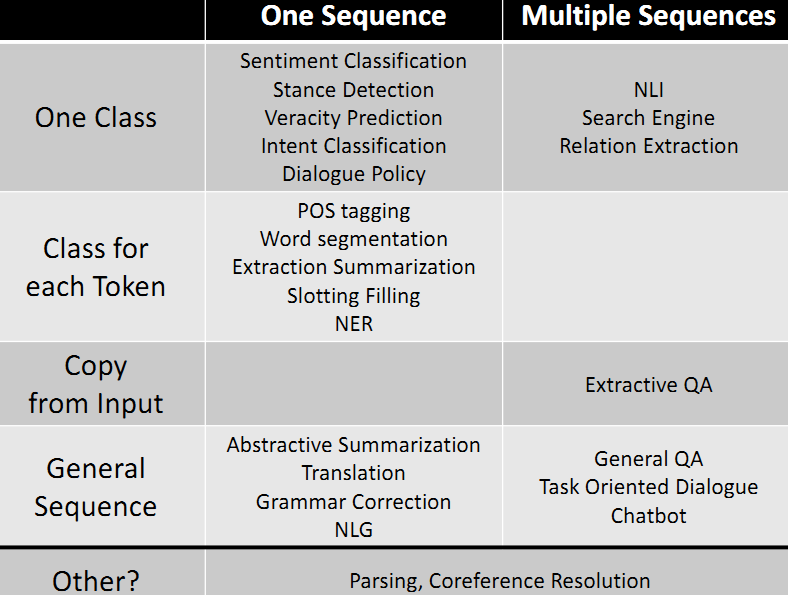 One Sequence
Multiple Sequences
One Class
Sentiment Classification
Stance Detection
Veracity Prediction
Intent Classification
Dialogue Policy
NLI
Search Engine
Relation Extraction
Class for
each Token
POS tagging
Word segmentation
Extraction Summarization
Slotting Filling
NER
Copy
from Input
Extractive QA
General
Sequence
Abstractive Summarization
Translation
Grammar Correction
NLG
General QA
Task Oriented Dialogue
Chatbot
Other?
Parsing, Coreference Resolution